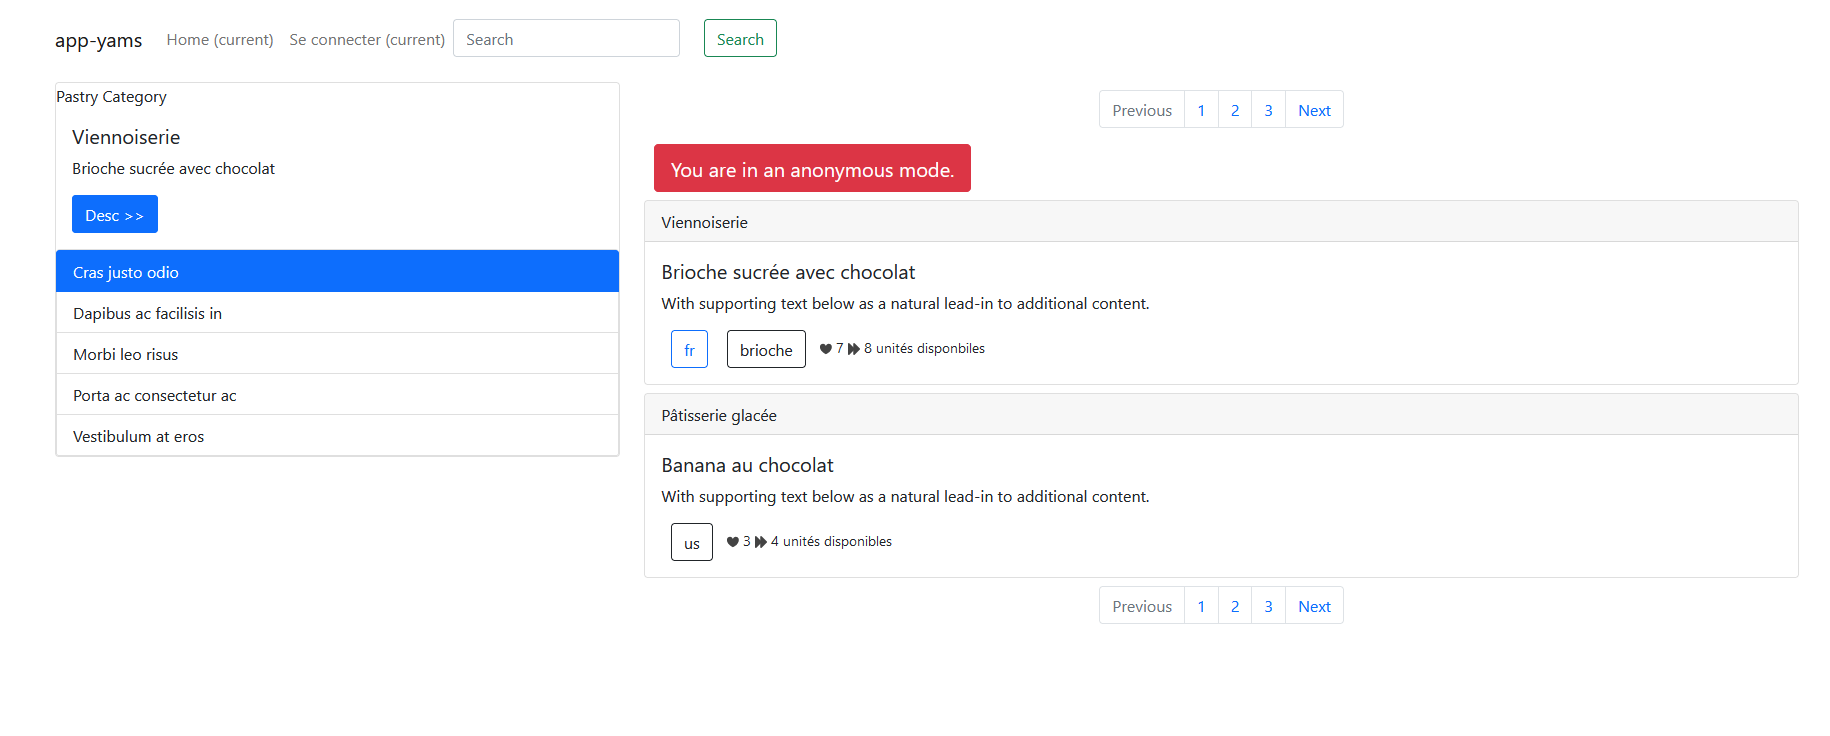 app-yams Home (current) Se connecter (current) Search Search
Pastry Category
Viennoiserie
Brioche sucrée avec chocolat
Desc >>
Cras justo odio
Dapibus ac facilisis in
Morbi leo risus
Porta ac consectetur ac
Vestibulum at eros
Previous 1 2 3 Next
You are in an anonymous mode.
Viennoiserie
Brioche sucrée avec chocolat
With supporting text below as a natural lead-in to additional content.
fr brioche 7 8 unités disponbiles
Pâtisserie glacée
Banana au chocolat
With supporting text below as a natural lead-in to additional content.
us 3 4 unités disponibles
Previous 1 2 3 Next